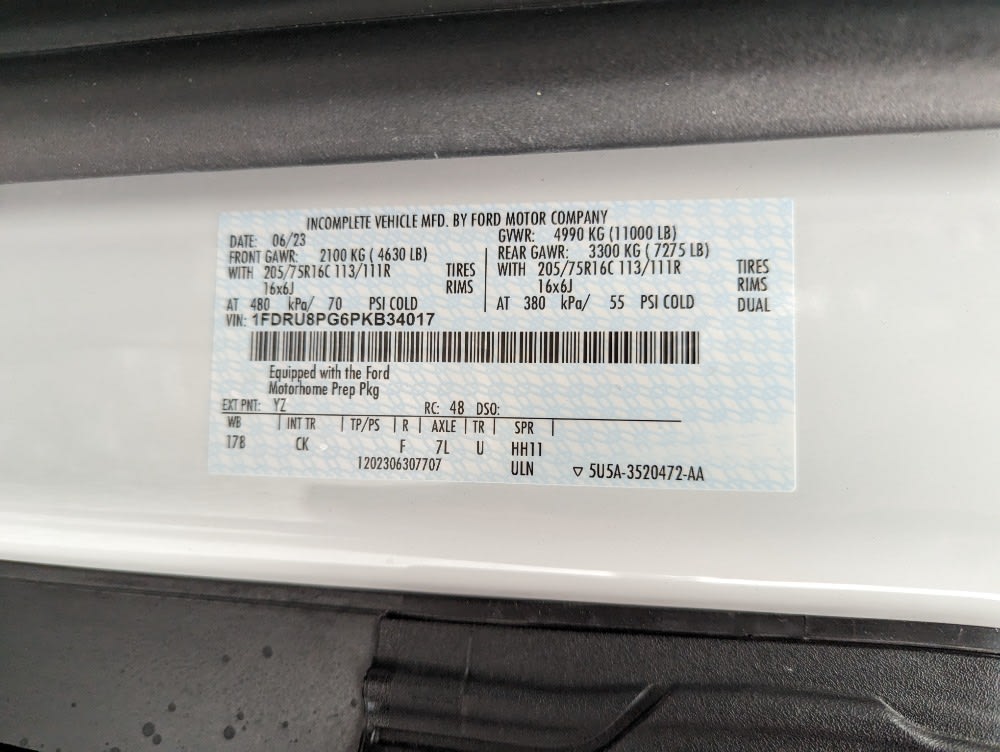 INCOMPLETE VEHICLE MFD. BY FORD MOTOR COMPANY
DATE: 06/23 GVWR: 4990 KG (11000 LB)
FRONT GAWR: 2100 KG ( 4630 LB) REAR GAWR: 3300 KG ( 7275 LB)
WITH 205/75R16C 113/111R TIRES WITH 205/75R16C 113/111R TIRES
16x6J RIMS 16x6J RIMS
AT 480 kPa/ 70 PSI COLD AT 380 kPa/ 55 PSI COLD DUAL
VIN: 1FDRU8PG6PKB34017
Equipped with the Ford
Motorhome Prep Pkg
EXT PNT: YZ RC: 48 DSO:
WB INT TR TP/PS R AXLE TR SPR
178 CK F 7L U HH11
1202306307707 ULN ▽ 5U5A-3520472-AA